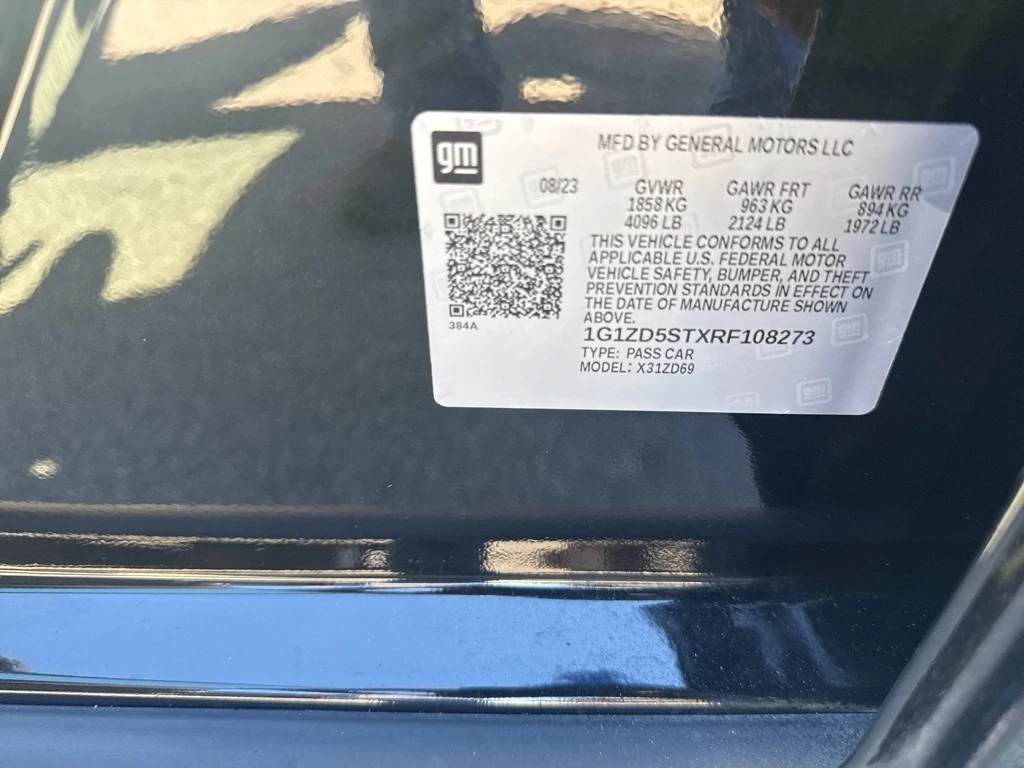 gm
MFD BY GENERAL MOTORS LLC
08/23 GVWR GAWR FRT GAWR RR
1858 KG 963 KG 894 KG
4096 LB 2124 LB 1972 LB
THIS VEHICLE CONFORMS TO ALL
APPLICABLE U.S. FEDERAL MOTOR
VEHICLE SAFETY, BUMPER, AND THEFT
PREVENTION STANDARDS IN EFFECT ON
THE DATE OF MANUFACTURE SHOWN
ABOVE.
384A
1G1ZD5STXRF108273
TYPE: PASS CAR
MODEL: X31ZD69